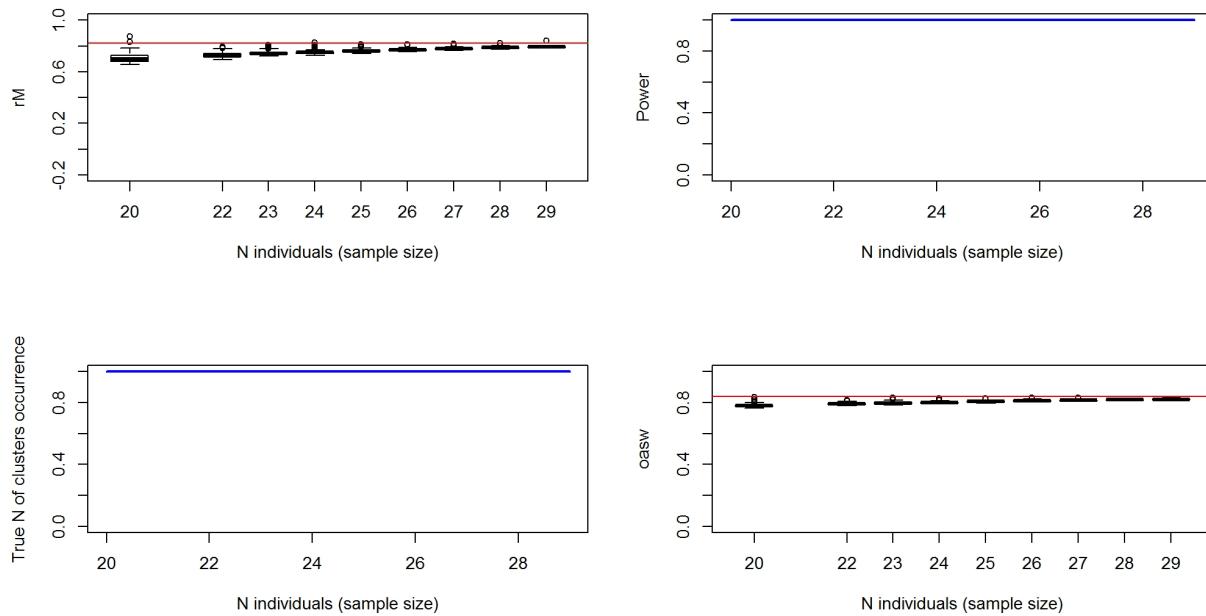 1.0
0.6
0.2
-0.2
rM
20 22 23 24 25 26 27 28 29
N individuals (sample size)
0.8
0.4
0.0
Power
20 22 24 26 28
N individuals (sample size)
0.8
0.4
0.0
True N of clusters occurrence
20 22 24 26 28
N individuals (sample size)
0.8
0.4
0.0
oasw
20 22 23 24 25 26 27 28 29
N individuals (sample size)